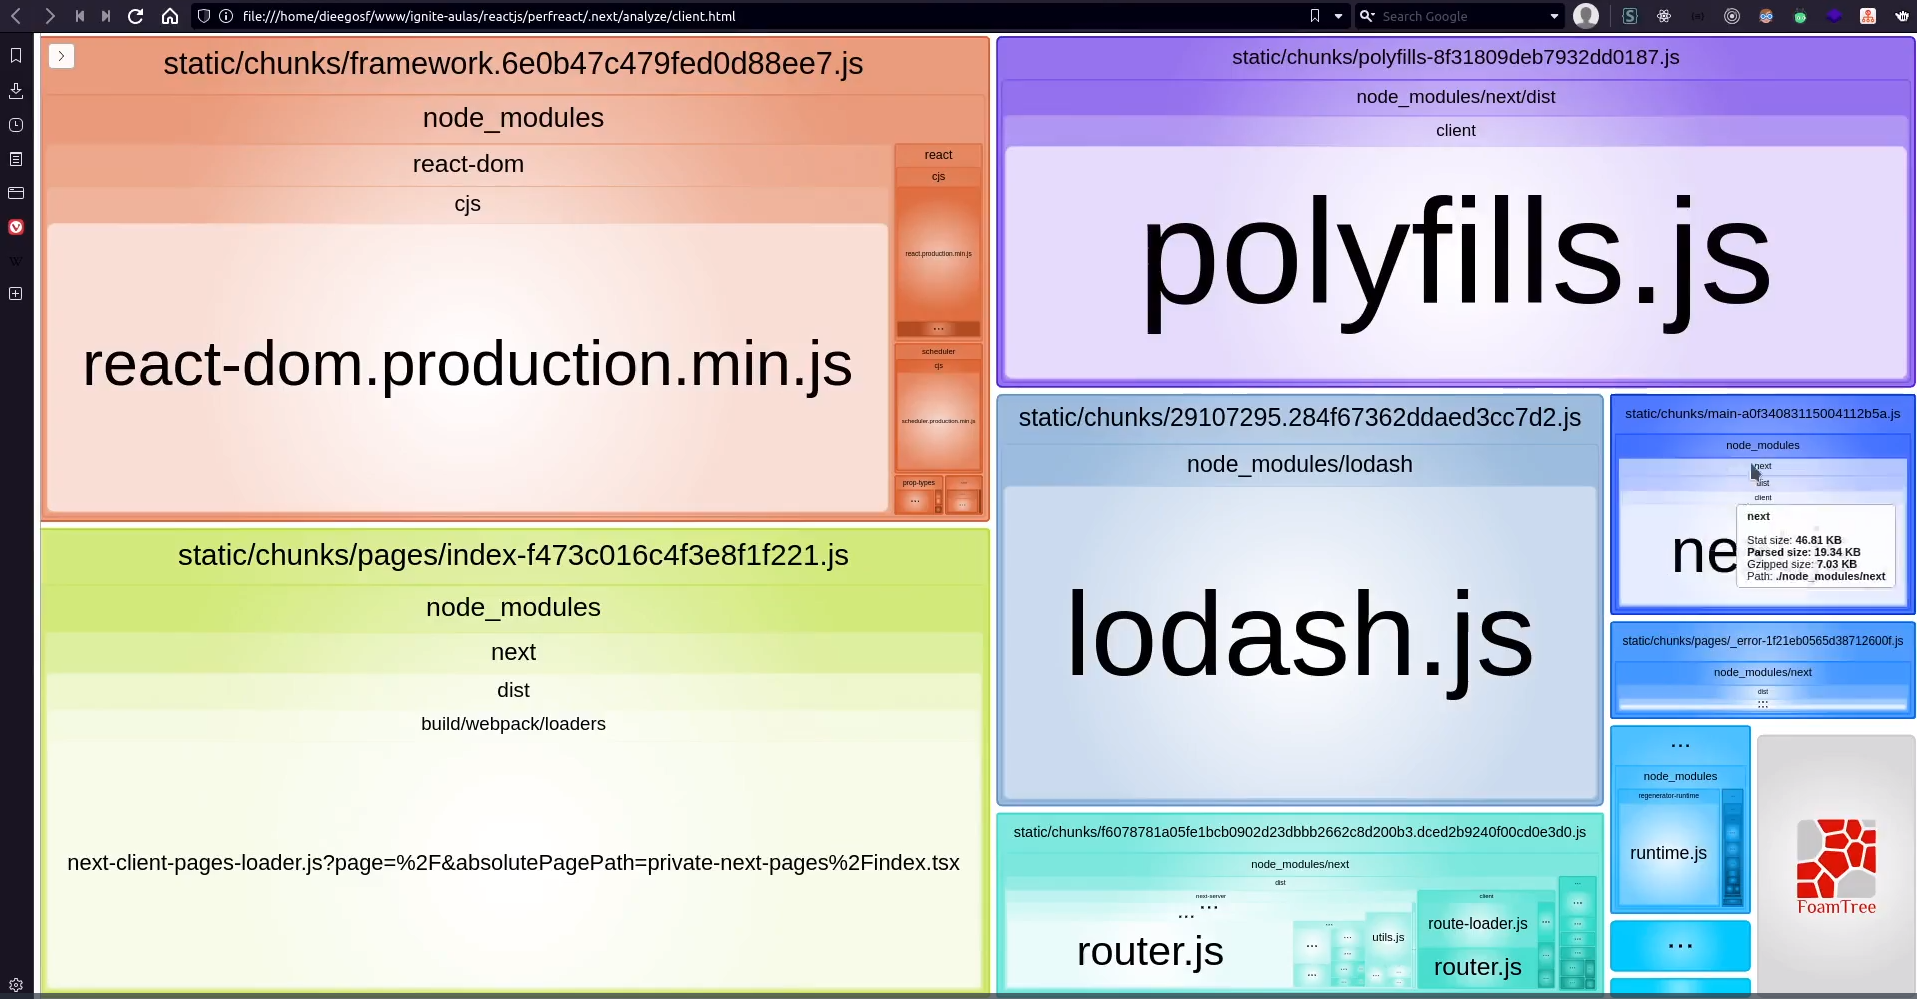 file:///home/dieegosf/www/ignite-aulas/reactjs/perfreact/.next/analyze/client.html
Search Google
static/chunks/framework.6e0b47c479fed0d88ee7.js
node_modules
react-dom
cjs
react-dom.production.min.js
react
cjs
react.production.min.js
...
scheduler
cjs
scheduler.production.min.js
prop-types
...
...
...
static/chunks/pages/index-f473c016c4f3e8f1f221.js
node_modules
next
dist
build/webpack/loaders
next-client-pages-loader.js?page=%2F&absolutePagePath=private-next-pages%2Findex.tsx
static/chunks/polyfills-8f31809deb7932dd0187.js
node_modules/next/dist
client
polyfills.js
static/chunks/29107295.284f67362ddaed3cc7d2.js
node_modules/lodash
lodash.js
static/chunks/f6078781a05fe1bcb0902d23dbbb2662c8d200b3.dced2b9240f00cd0e3d0.js
node_modules/next
dist
next-server
...
...
router.js
utils.js
client
route-loader.js
router.js
static/chunks/main-a0f34083115004112b5a.js
node_modules
next
dist
client
ne
next
Stat size: 46.81 KB
Parsed size: 19.34 KB
Gzipped size: 7.03 KB
Path: ./node_modules/next
static/chunks/pages/_error-1f21eb0565d38712600f.js
node_modules/next
dist
...
node_modules
regenerator-runtime
runtime.js
...
FoamTree